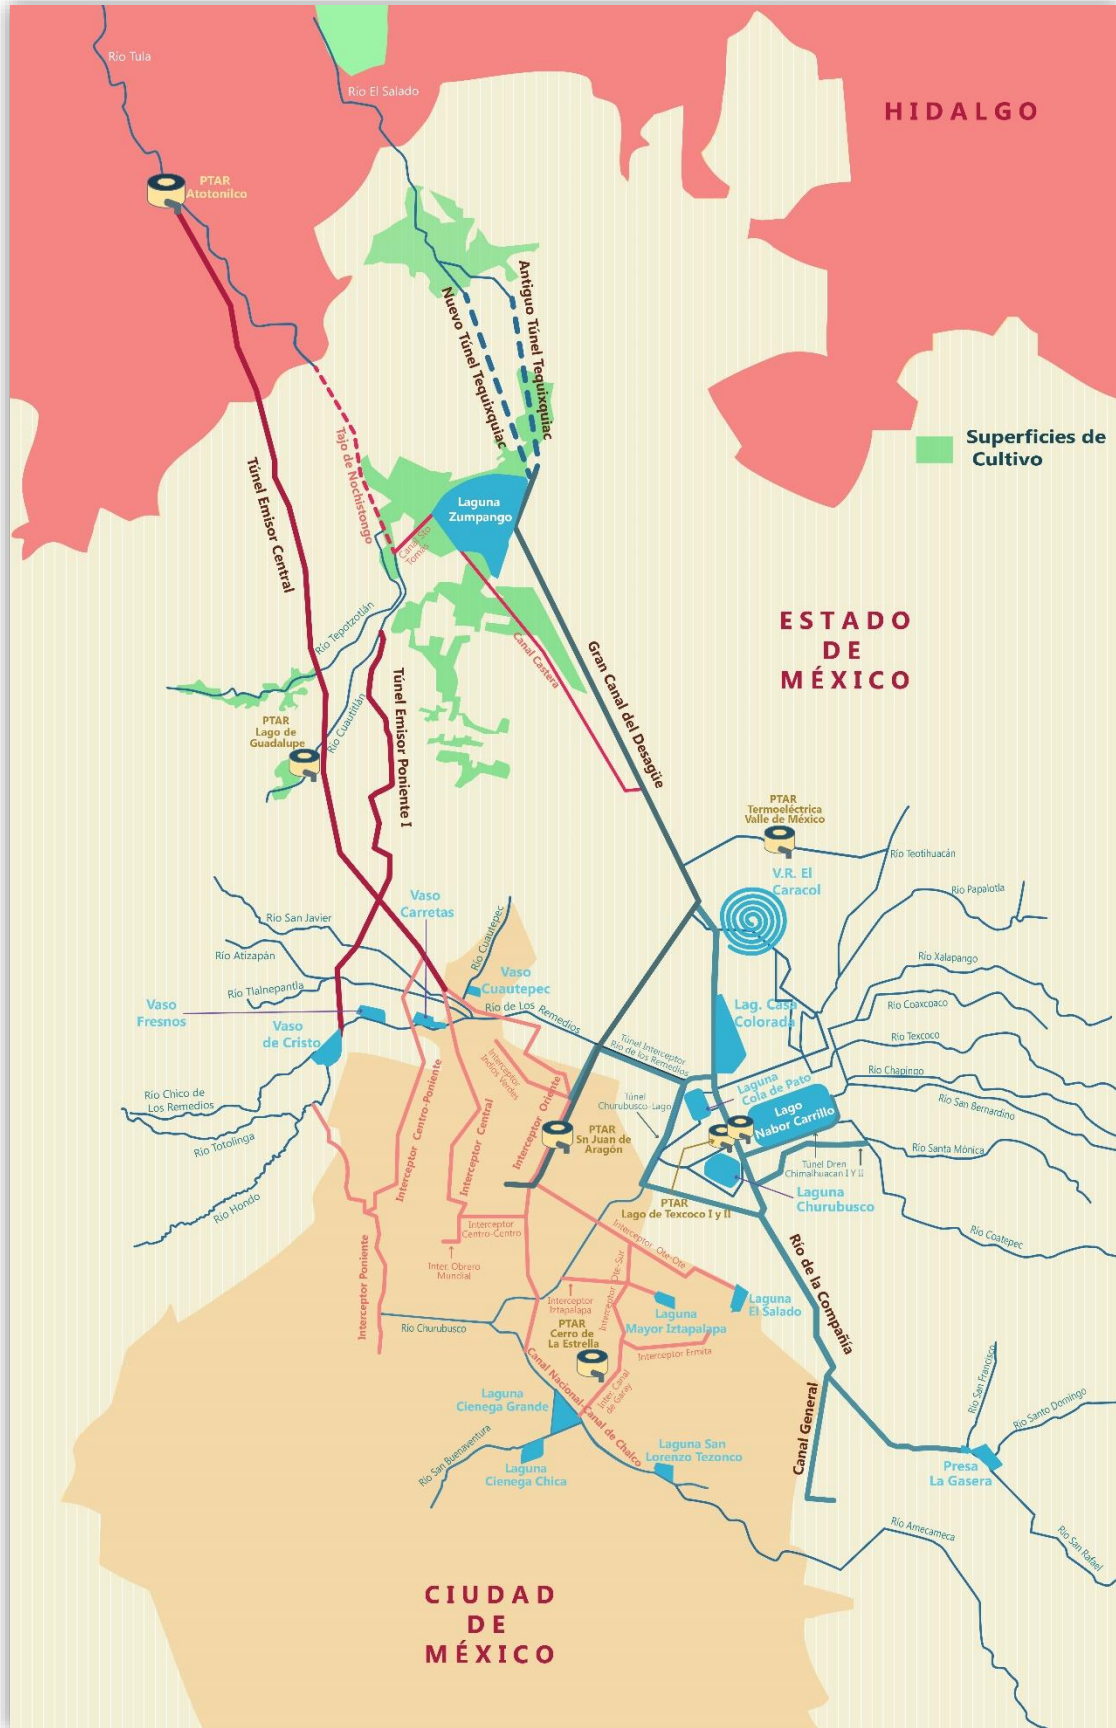 Río Tula
Río El Salado
HIDALGO
PTAR
Atotonilco
Antiguo Túnel Tequixquiac
Nuevo Túnel Tequixquiac
Tajo de Nochistongo
Superficies de
Cultivo
Túnel Emisor Central
Laguna
Zumpango
Canal Sto
Tomás
Río Tepotzotlán
Canal Castera
ESTADO
DE
MÉXICO
Gran Canal del Desagüe
Túnel Emisor Poniente I
Río Cuautitlán
PTAR
Lago de
Guadalupe
PTAR
Termoeléctrica
Valle de México
Río Teotihuacán
V.R. El
Caracol
Río Papalotla
Vaso
Carretas
Río San Javier
Río Cuautepec
Río Atizapán
Río Xalapango
Vaso
Cuautepec
Río Tlalnepantla
Río Coaxcoaco
Vaso
Fresnos
Río de Los Remedios
Lag. Casa
Colorada
Vaso
de Cristo
Río Texcoco
Túnel Interceptor
Río de los Remedios
Interceptor
Indios Verdes
Río Chapingo
Laguna
Cola de Pato
Río Chico de
Los Remedios
Interceptor Centro-Poniente
Interceptor Central
Interceptor Oriente
Túnel
Churubusco-Lago
Lago
Nabor Carrillo
Río San Bernardino
Río Totolinga
PTAR
Sn Juan de
Aragón
Río Santa Mónica
Túnel Dren
Chimalhuacan I Y II
Río Hondo
PTAR
Lago de Texcoco I y II
Laguna
Churubusco
Interceptor
Centro-Centro
Interceptor Ote-Ote
Río Coatepec
Inter. Obrero
Mundial
Interceptor Poniente
Interceptor Ote-Sur
Río de la Compañía
Interceptor
Iztapalapa
Laguna
El Salado
Laguna
Mayor Iztapalapa
Río Churubusco
PTAR
Cerro de
La Estrella
Interceptor Ermita
Canal Nacional-Canal de Chalco
Inter. Canal
de Garay
Río San Francisco
Río Santo Domingo
Canal General
Laguna
Cienega Grande
Río San Buenaventura
Laguna
Cienega Chica
Laguna San
Lorenzo Tezonco
Presa
La Gasera
Río Amecameca
Río San Rafael
CIUDAD
DE
MÉXICO